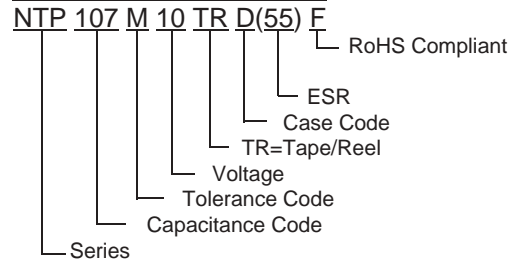 NTP 107 M 10 TR D(55) F
RoHS Compliant
ESR
Case Code
TR=Tape/Reel
Voltage
Tolerance Code
Capacitance Code
Series